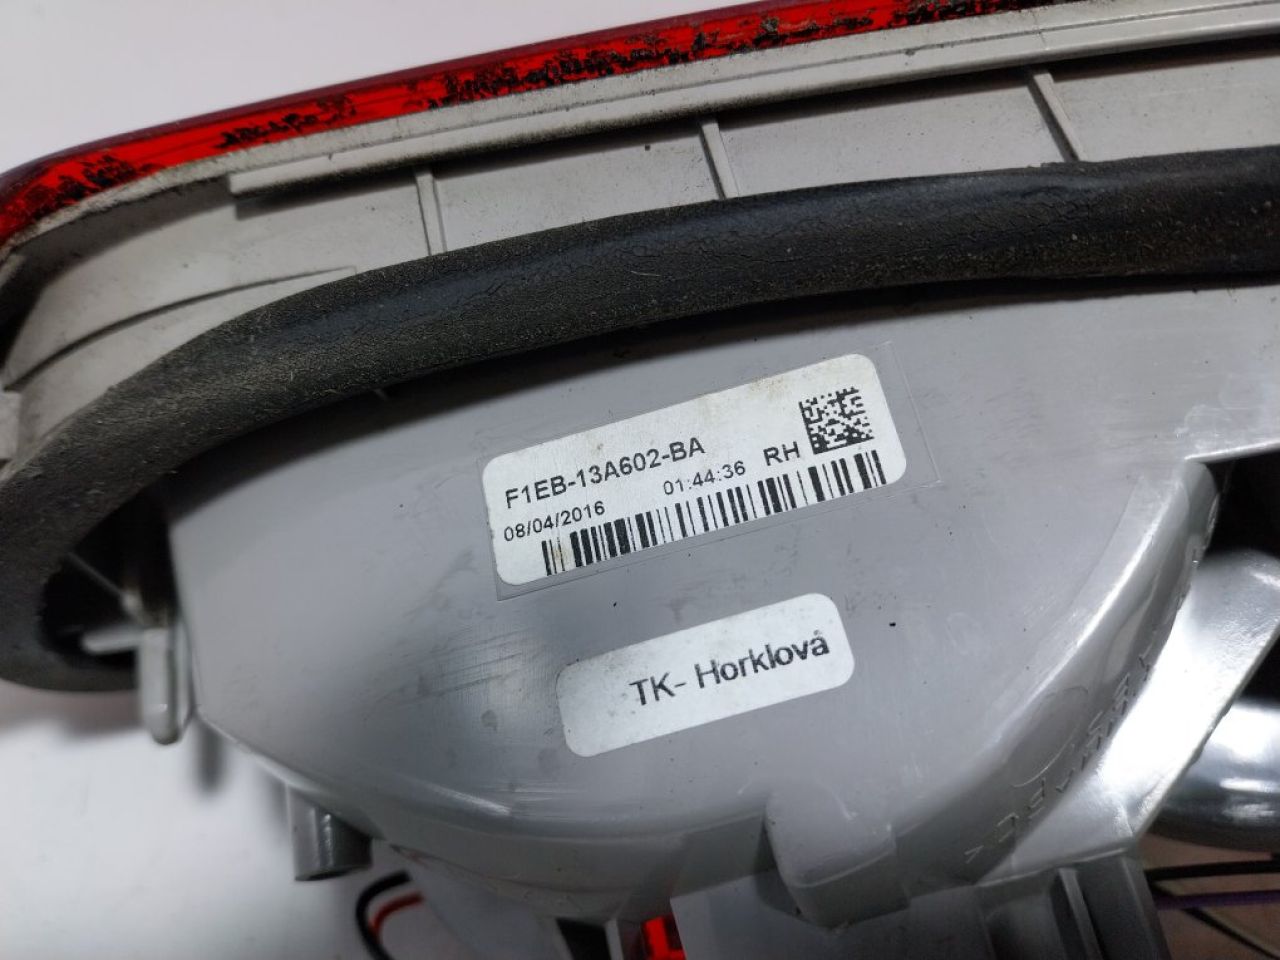 F1EB-13A602-BA
08/04/2016 01:44:36 RH
TK- Horklová